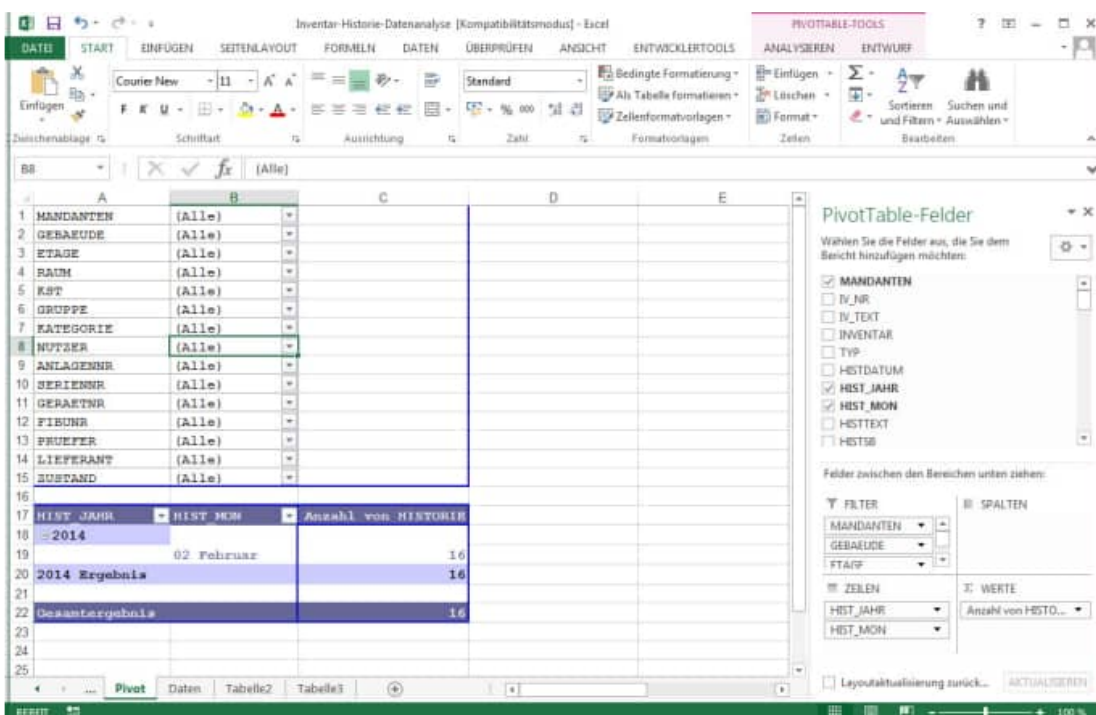 Inventar-Historie-Datenanalyse [Kompatibilitätsmodus] - Excel
PIVOTTABLE-TOOLS
?
DATEI START EINFÜGEN SEITENLAYOUT FORMELN DATEN ÜBERPRÜFEN ANSICHT ENTWICKLERTOOLS ANALYSIEREN ENTWURF
Einfügen
Zwischenablage
Courier New 11 A A
F K U
Schriftart
Ausrichtung
Standard
% 000
Zahl
Bedingte Formatierung
Als Tabelle formatieren
Zellenformatvorlagen
Formatvorlagen
Einfügen
Löschen
Format
Zellen
Sortieren und Filtern
Suchen und Auswählen
Bearbeiten
B8 fx (Alle)
A B C D E
1 MANDANTEN (Alle)
2 GEBAEUDE (Alle)
3 ETAGE (Alle)
4 RAUM (Alle)
5 KST (Alle)
6 GRUPPE (Alle)
7 KATEGORIE (Alle)
8 NUTZER (Alle)
9 ANLAGENNR (Alle)
10 SERIENNR (Alle)
11 GERAETNR (Alle)
12 FIBUNR (Alle)
13 PRUEFER (Alle)
14 LIEFERANT (Alle)
15 ZUSTAND (Alle)
16
17 HIST JAHR HIST MON Anzahl von HISTORIE
18 2014
19 02 Februar 16
20 2014 Ergebnis 16
21
22 Gesamtergebnis 16
23
24
25
... Pivot Daten Tabelle2 Tabelle3
BEREIT
100 %
PivotTable-Felder
Wählen Sie die Felder aus, die Sie dem
Bericht hinzufügen möchten:
MANDANTEN
IV_NR
IV_TEXT
INVENTAR
TYP
HISTDATUM
HIST_JAHR
HIST_MON
HISTTEXT
HISTSB
Felder zwischen den Bereichen unten ziehen:
FILTER
MANDANTEN
GEBAEUDE
ETAGE
SPALTEN
ZEILEN
HIST_JAHR
HIST_MON
Σ WERTE
Anzahl von HISTO...
Layoutaktualisierung zurück...
AKTUALISIEREN